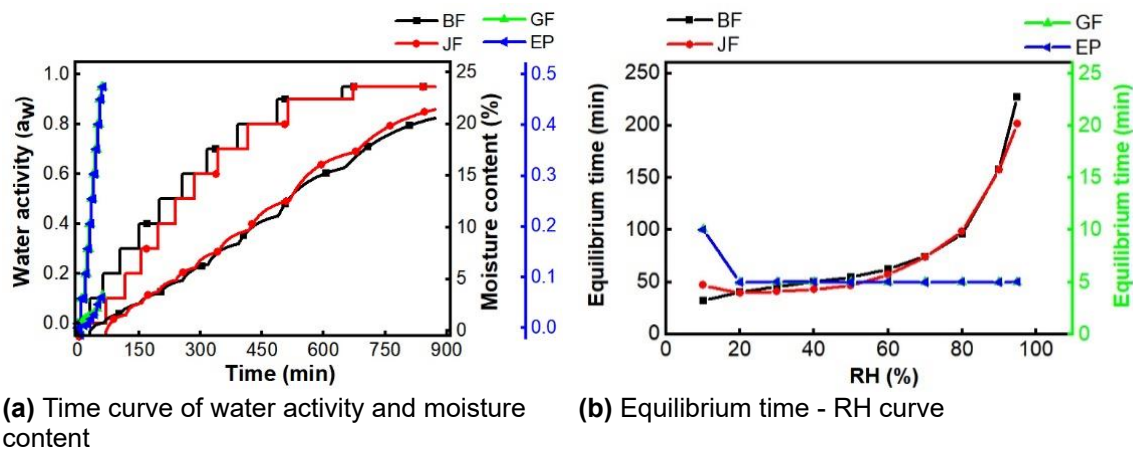 BF GF
JF EP
1.0 25 0.5
0.8 20 0.4
0.6 15 0.3
0.4 10 0.2
0.2 5 0.1
0.0 0 0.0
Water activity (aw)
Moisture content (%)
0 150 300 450 600 750 900
Time (min)
(a) Time curve of water activity and moisture
content
BF GF
JF EP
250 25
200 20
150 15
100 10
50 5
0 0
Equilibrium time (min)
Equilibrium time (min)
0 20 40 60 80 100
RH (%)
(b) Equilibrium time - RH curve